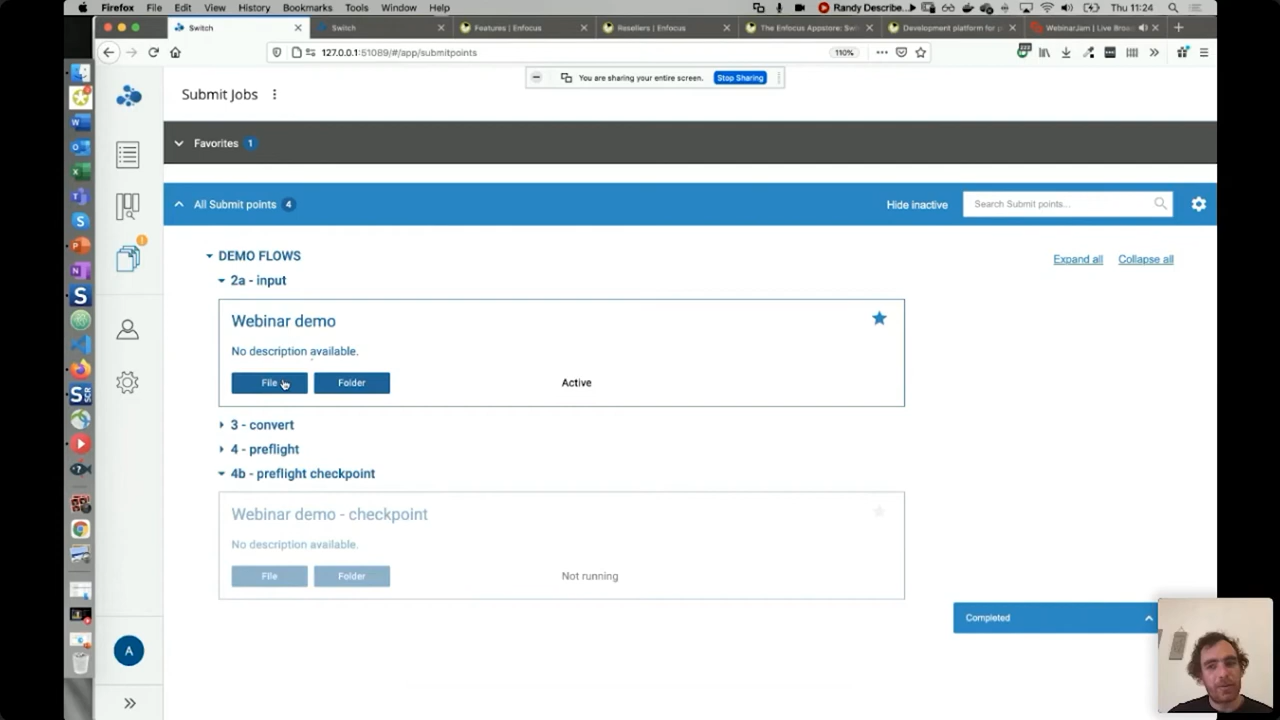 Firefox File Edit View History Bookmarks Tools Window Help
Randy Describe... Thu 11:24
Switch
Switch
Features | Enfocus
Resellers | Enfocus
The Enfocus Appstore: Swi
Development platform for p
WebinarJam | Live Broa
127.0.0.1:51089/#/app/submitpoints
110%
You are sharing your entire screen.
Stop Sharing
Submit Jobs
Favorites 1
All Submit points 4
Hide inactive
Search Submit points...
DEMO FLOWS
Expand all
Collapse all
2a - input
Webinar demo
No description available.
File
Folder
Active
3 - convert
4 - preflight
4b - preflight checkpoint
Webinar demo - checkpoint
No description available.
File
Folder
Not running
Completed
A